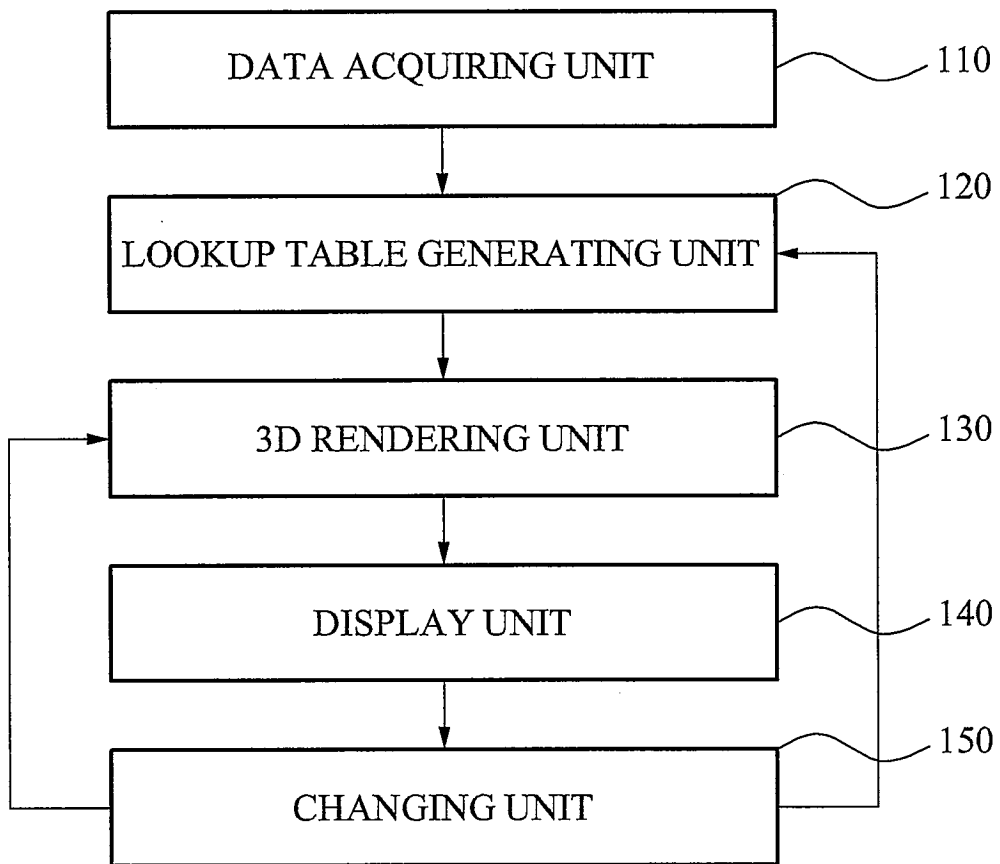 DATA ACQUIRING UNIT
110
120
LOOKUP TABLE GENERATING UNIT
3D RENDERING UNIT
130
DISPLAY UNIT
140
150
CHANGING UNIT